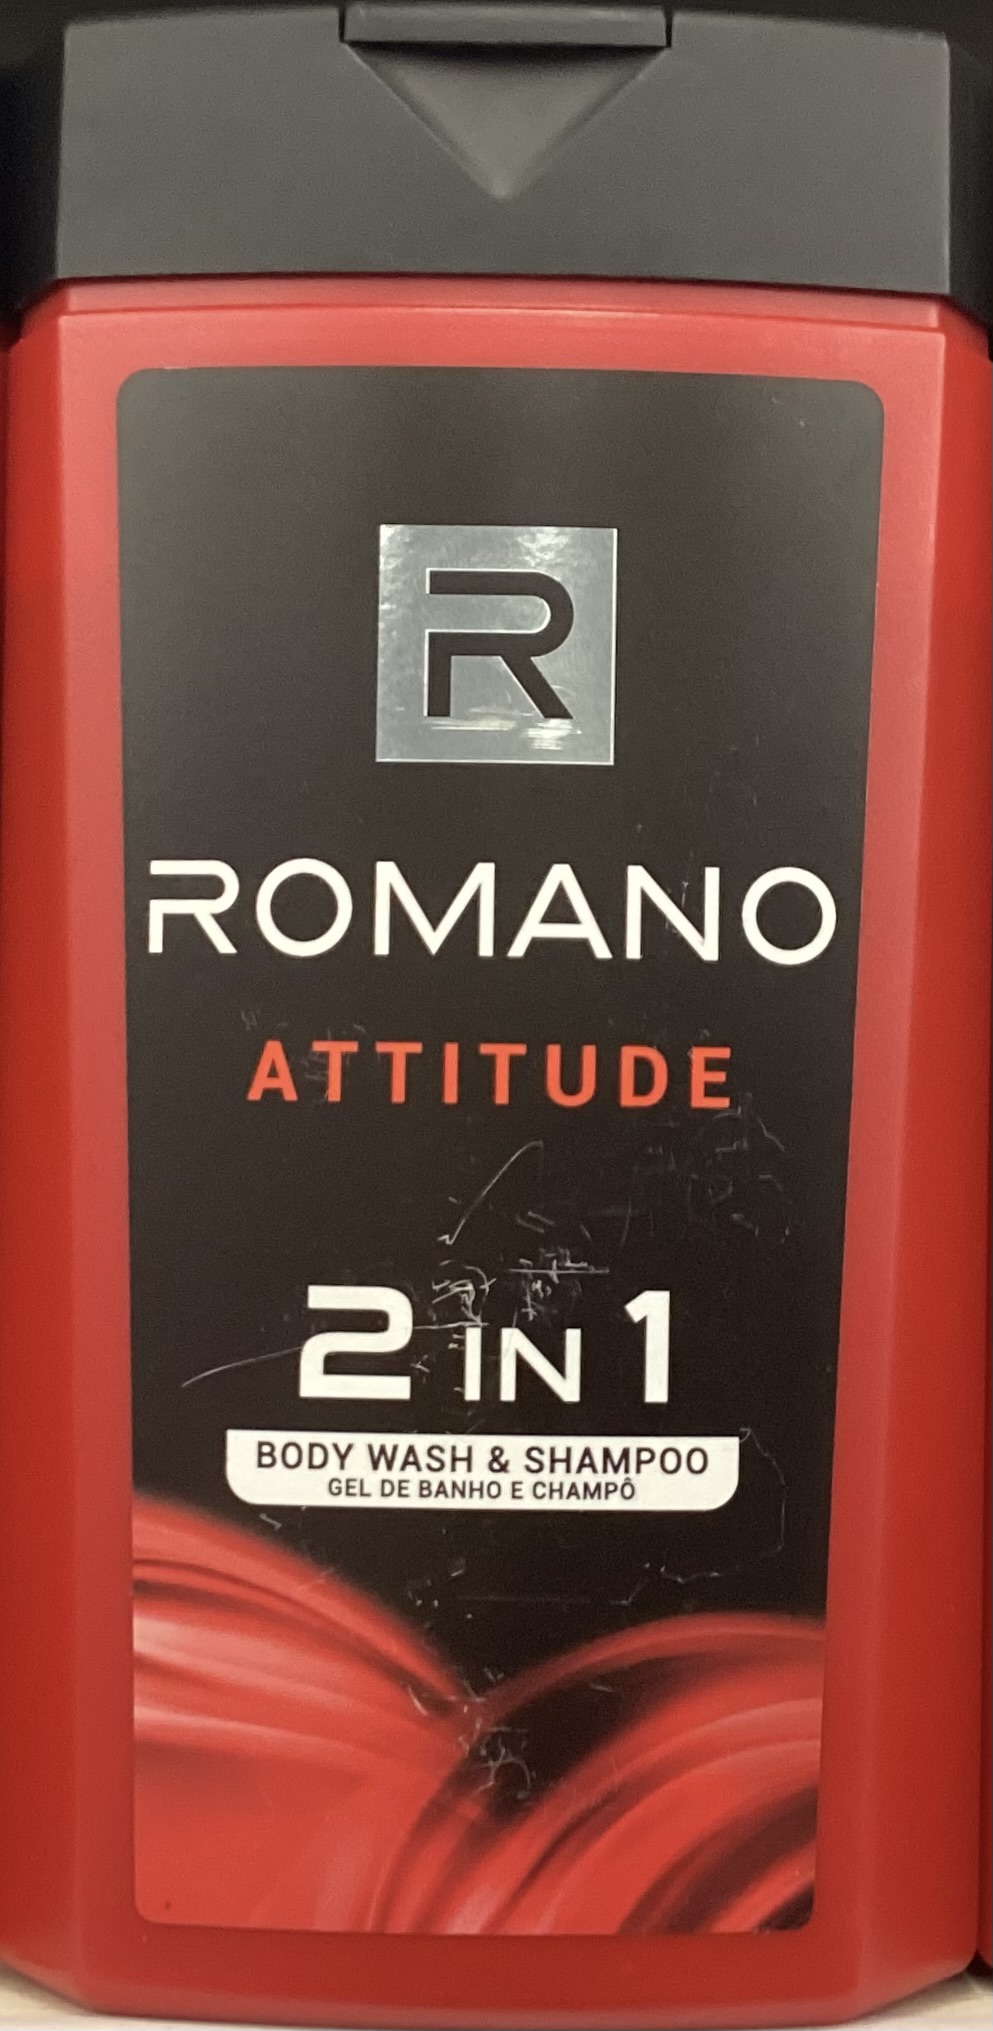 R
ROMANO
ATTITUDE
2 IN 1
BODY WASH & SHAMPOO
GEL DE BANHO E CHAMPÔ